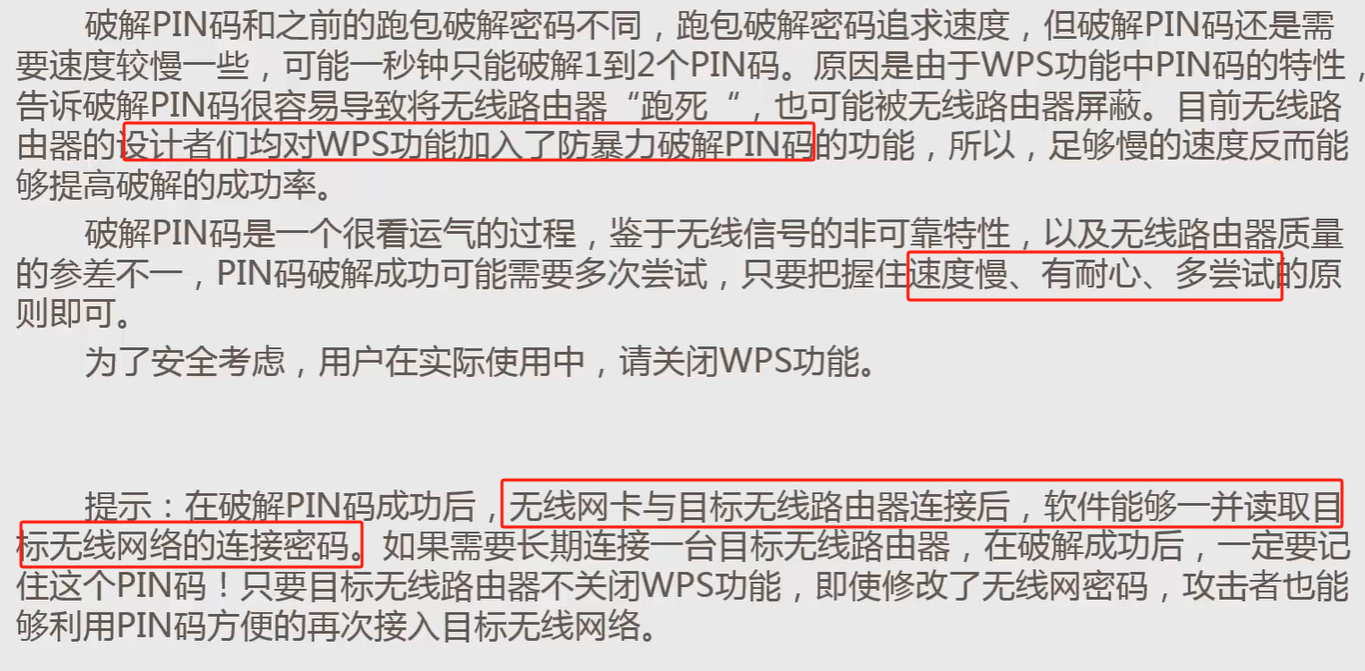 破解PIN码和之前的跑包破解密码不同，跑包破解密码追求速度，但破解PIN码还是需
要速度较慢一些，可能一秒钟只能破解1到2个PIN码。原因是由于WPS功能中PIN码的特性，
告诉破解PIN码很容易导致将无线路由器“跑死“，也可能被无线路由器屏蔽。目前无线路
由器的设计者们均对WPS功能加入了防暴力破解PIN码的功能，所以，足够慢的速度反而能
够提高破解的成功率。
破解PIN码是一个很看运气的过程，鉴于无线信号的非可靠特性，以及无线路由器质量
的参差不一，PIN码破解成功可能需要多次尝试，只要把握住速度慢、有耐心、多尝试的原
则即可。
为了安全考虑，用户在实际使用中，请关闭WPS功能。
提示：在破解PIN码成功后，无线网卡与目标无线路由器连接后，软件能够一并读取目
标无线网络的连接密码。如果需要长期连接一台目标无线路由器，在破解成功后，一定要记
住这个PIN码！只要目标无线路由器不关闭WPS功能，即使修改了无线网密码，攻击者也能
够利用PIN码方便的再次接入目标无线网络。